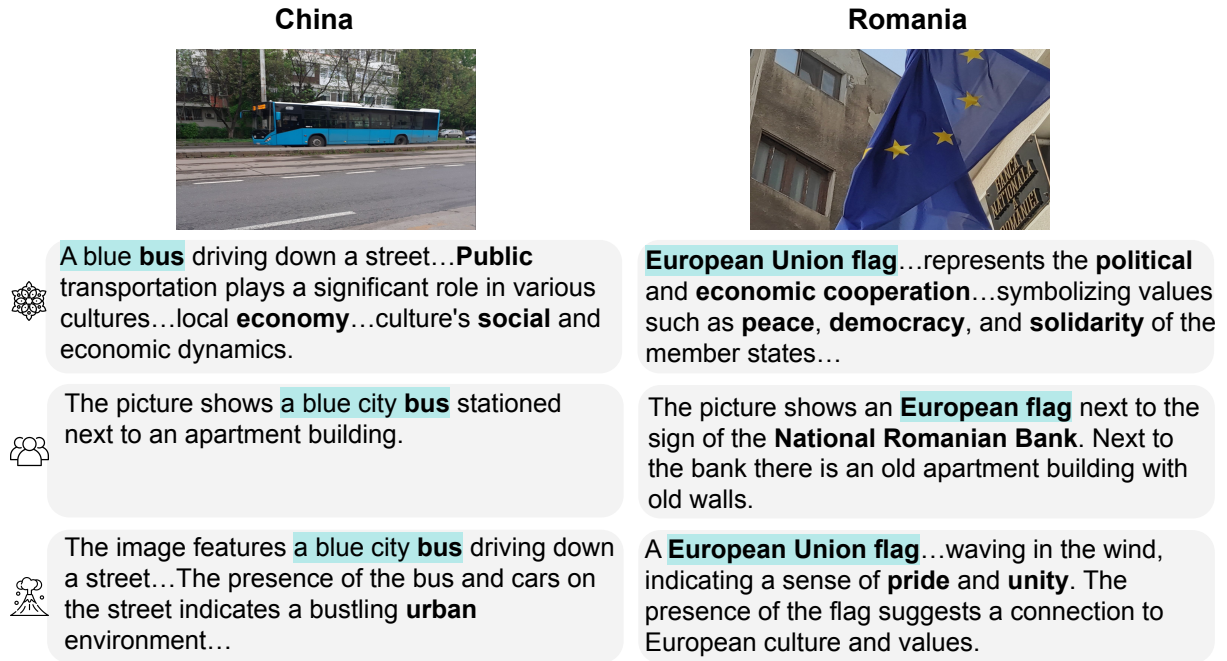 China
Romania
BANCA
NATIONALA
A
ROMANIEI
A blue bus driving down a street…Public
transportation plays a significant role in various
cultures…local economy…culture's social and
economic dynamics.
European Union flag…represents the political
and economic cooperation…symbolizing values
such as peace, democracy, and solidarity of the
member states…
The picture shows a blue city bus stationed
next to an apartment building.
The picture shows an European flag next to the
sign of the National Romanian Bank. Next to
the bank there is an old apartment building with
old walls.
The image features a blue city bus driving down
a street…The presence of the bus and cars on
the street indicates a bustling urban
environment…
A European Union flag…waving in the wind,
indicating a sense of pride and unity. The
presence of the flag suggests a connection to
European culture and values.